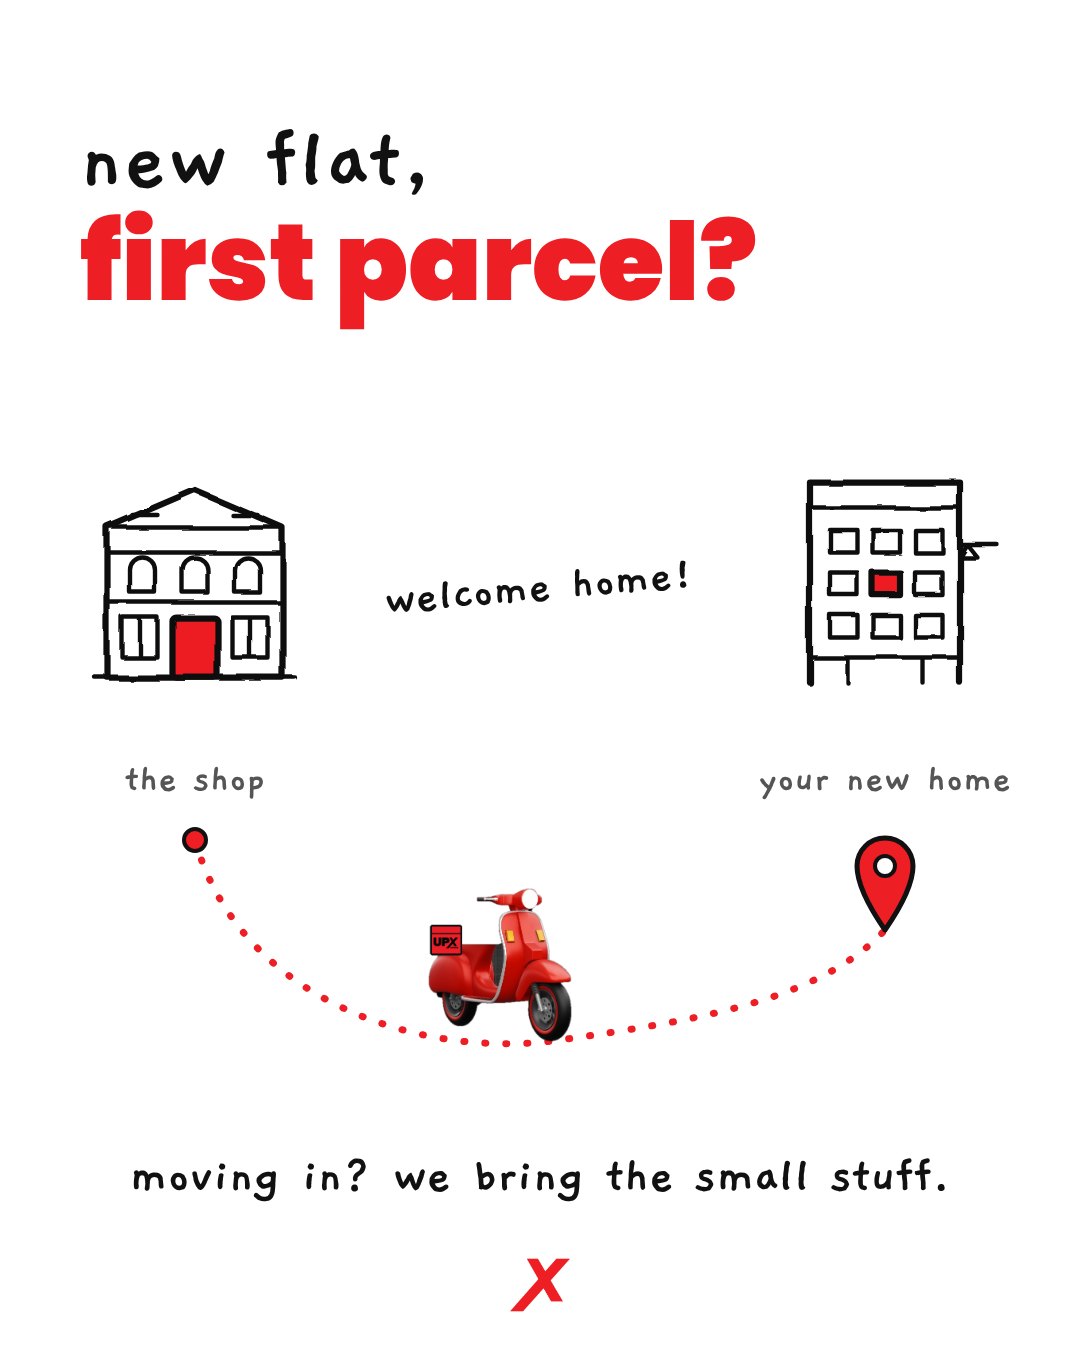 new flat,
first parcel?
welcome home!
the shop
your new home
UPX
moving in? we bring the small stuff.
X